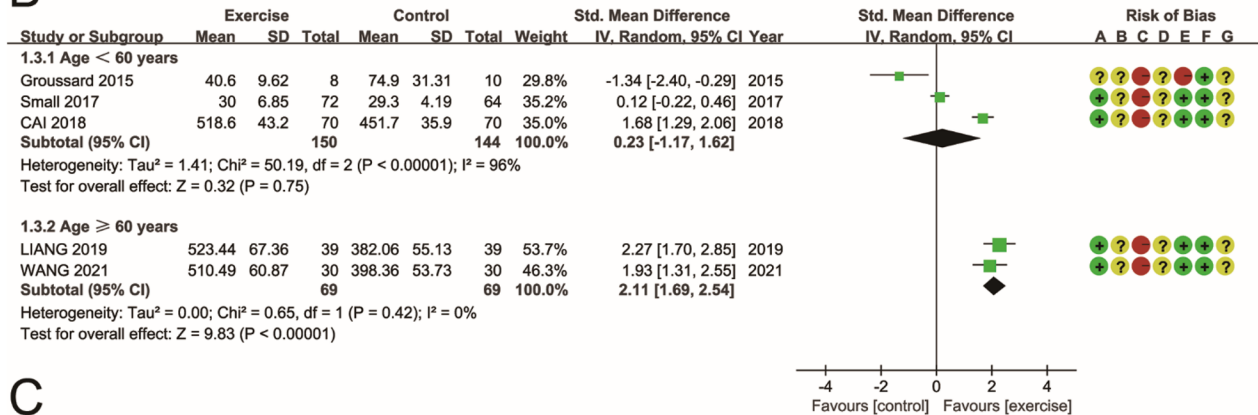 Exercise Control Std. Mean Difference Std. Mean Difference Risk of Bias
Study or Subgroup Mean SD Total Mean SD Total Weight IV, Random, 95% CI Year IV, Random, 95% CI A B C D E F G
1.3.1 Age < 60 years
Groussard 2015 40.6 9.62 8 74.9 31.31 10 29.8% -1.34 [-2.40, -0.29] 2015 ? ? - ? - + ?
Small 2017 30 6.85 72 29.3 4.19 64 35.2% 0.12 [-0.22, 0.46] 2017 + ? - ? + + ?
CAI 2018 518.6 43.2 70 451.7 35.9 70 35.0% 1.68 [1.29, 2.06] 2018 + ? - ? + + ?
Subtotal (95% CI) 150 144 100.0% 0.23 [-1.17, 1.62]
Heterogeneity: Tau² = 1.41; Chi² = 50.19, df = 2 (P < 0.00001); I² = 96%
Test for overall effect: Z = 0.32 (P = 0.75)
1.3.2 Age ≥ 60 years
LIANG 2019 523.44 67.36 39 382.06 55.13 39 53.7% 2.27 [1.70, 2.85] 2019 + ? - ? + + ?
WANG 2021 510.49 60.87 30 398.36 53.73 30 46.3% 1.93 [1.31, 2.55] 2021 + ? - ? + + ?
Subtotal (95% CI) 69 69 100.0% 2.11 [1.69, 2.54]
Heterogeneity: Tau² = 0.00; Chi² = 0.65, df = 1 (P = 0.42); I² = 0%
Test for overall effect: Z = 9.83 (P < 0.00001)
-4 -2 0 2 4
Favours [control] Favours [exercise]
C